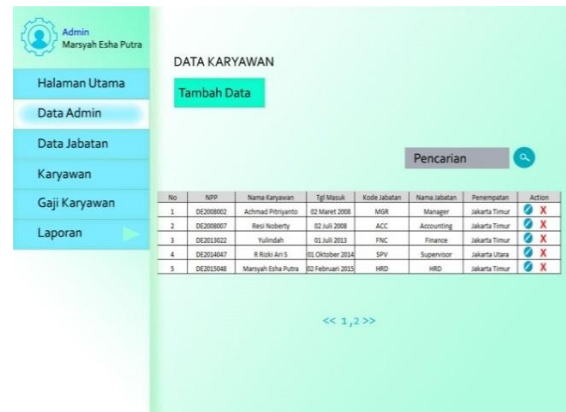 Admin
Marsyah Esha Putra
Halaman Utama
Data Admin
Data Jabatan
Karyawan
Gaji Karyawan
Laporan
DATA KARYAWAN
Tambah Data
Pencarian
No NPP Nama Karyawan Tgl Masuk Kode Jabatan Nama Jabatan Penempatan Action
1 DE2008002 Achmad Pitriyanto 02 Maret 2008 MGR Manager Jakarta Timur X
2 DE2008007 Resi Noberty 02 Juli 2008 ACC Accounting Jakarta Timur X
3 DE2013022 Yulindah 01 Juli 2013 FNC Finance Jakarta Timur X
4 DE2014047 R Rizki Ari S 01 Oktober 2014 SPV Supervisor Jakarta Utara X
5 DE2015048 Marsyah Esha Putra 02 Februari 2015 HRD HRD Jakarta Timur X
<< 1,2 >>